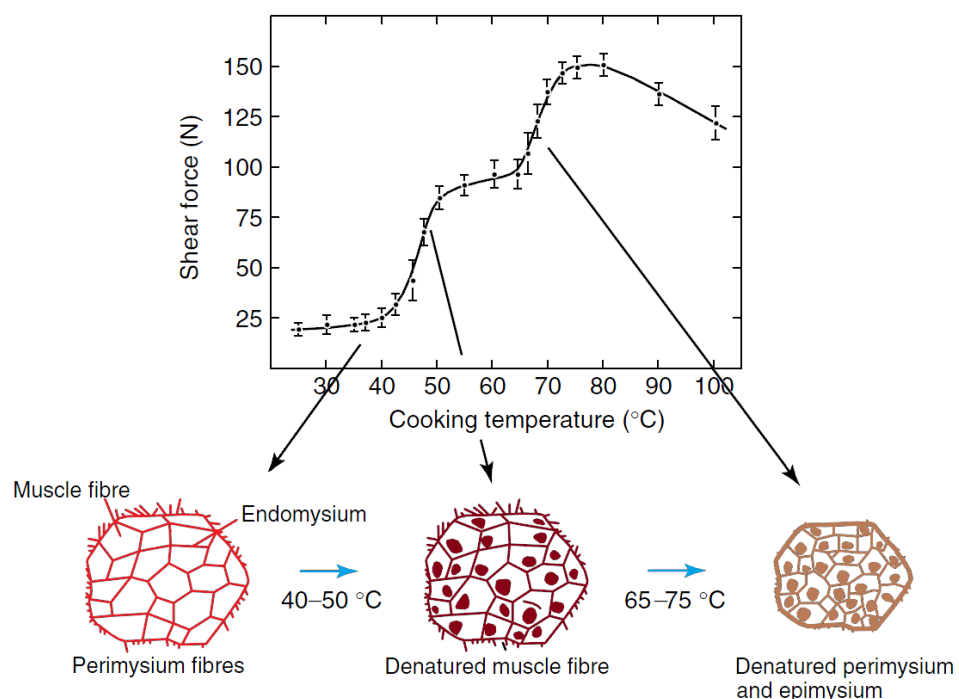 150
125
100
75
50
25
Shear force (N)
30 40 50 60 70 80 90 100
Cooking temperature (°C)
Muscle fibre
Endomysium
40–50 °C
65–75 °C
Perimysium fibres
Denatured muscle fibre
Denatured perimysium
and epimysium